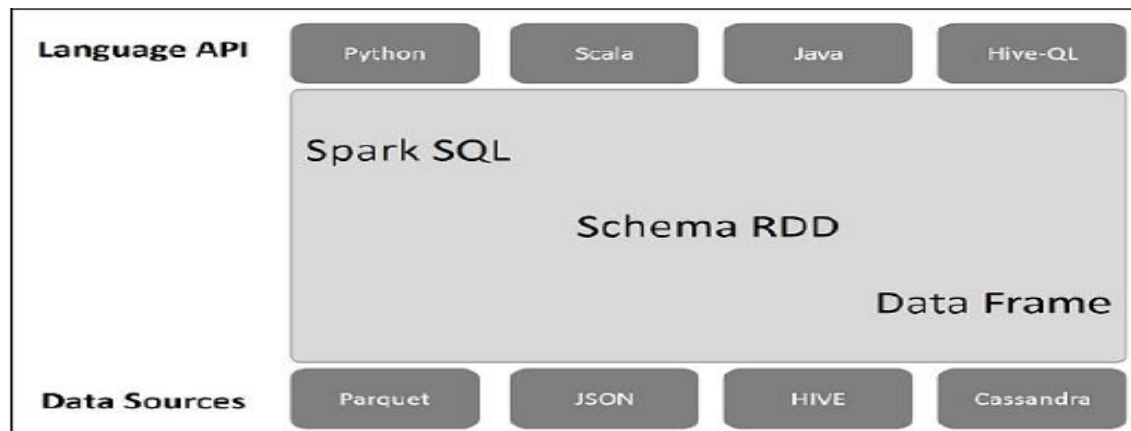 Language API Python Scala Java Hive-QL
Spark SQL
Schema RDD
Data Frame
Data Sources Parquet JSON HIVE Cassandra